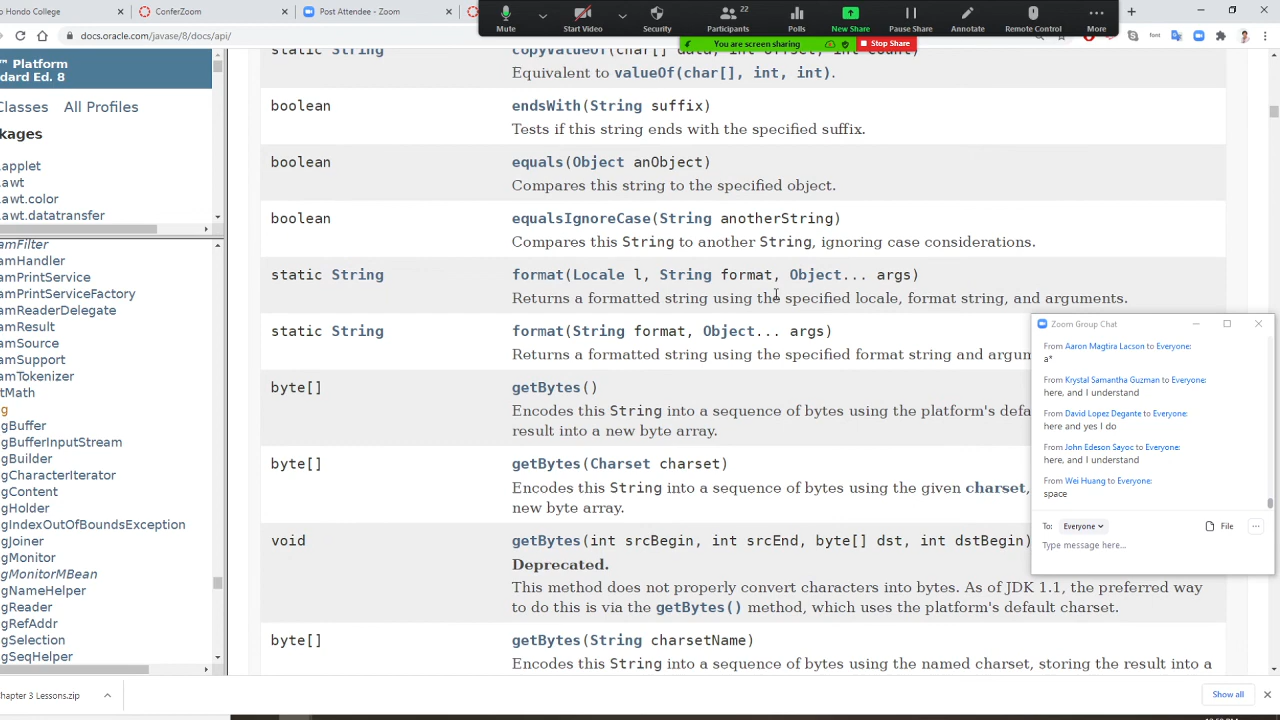 o Hondo College
ConferZoom
Post Attendee - Zoom
Mute
Start Video
Security
22
Participants
Polls
New Share
Pause Share
Annotate
Remote Control
More
You are screen sharing
Stop Share
docs.oracle.com/javase/8/docs/api/
™ Platform
dard Ed. 8
Classes All Profiles
kages
.applet
.awt
.awt.color
.awt.datatransfer
amFilter
amHandler
amPrintService
amPrintServiceFactory
amReaderDelegate
amResult
amSource
amSupport
amTokenizer
tMath
g
gBuffer
gBufferInputStream
gBuilder
gCharacterIterator
gContent
gHolder
gIndexOutOfBoundsException
gJoiner
gMonitor
gMonitorMBean
gNameHelper
gReader
gRefAddr
gSelection
gSeqHelper
static String copyValueOf(char[] data, int offset, int count)
Equivalent to valueOf(char[], int, int).
boolean endsWith(String suffix)
Tests if this string ends with the specified suffix.
boolean equals(Object anObject)
Compares this string to the specified object.
boolean equalsIgnoreCase(String anotherString)
Compares this String to another String, ignoring case considerations.
static String format(Locale l, String format, Object... args)
Returns a formatted string using the specified locale, format string, and arguments.
static String format(String format, Object... args)
Returns a formatted string using the specified format string and argum
byte[] getBytes()
Encodes this String into a sequence of bytes using the platform's defa
result into a new byte array.
byte[] getBytes(Charset charset)
Encodes this String into a sequence of bytes using the given charset,
new byte array.
void getBytes(int srcBegin, int srcEnd, byte[] dst, int dstBegin)
Deprecated.
This method does not properly convert characters into bytes. As of JDK 1.1, the preferred way
to do this is via the getBytes() method, which uses the platform's default charset.
byte[] getBytes(String charsetName)
Encodes this String into a sequence of bytes using the named charset, storing the result into a
Zoom Group Chat
From Aaron Magtira Lacson to Everyone:
a*
From Krystal Samantha Guzman to Everyone:
here, and I understand
From David Lopez Degante to Everyone:
here and yes I do
From John Edeson Sayoc to Everyone:
here, and I understand
From Wei Huang to Everyone:
space
To: Everyone
File
Type message here...
hapter 3 Lessons.zip
Show all